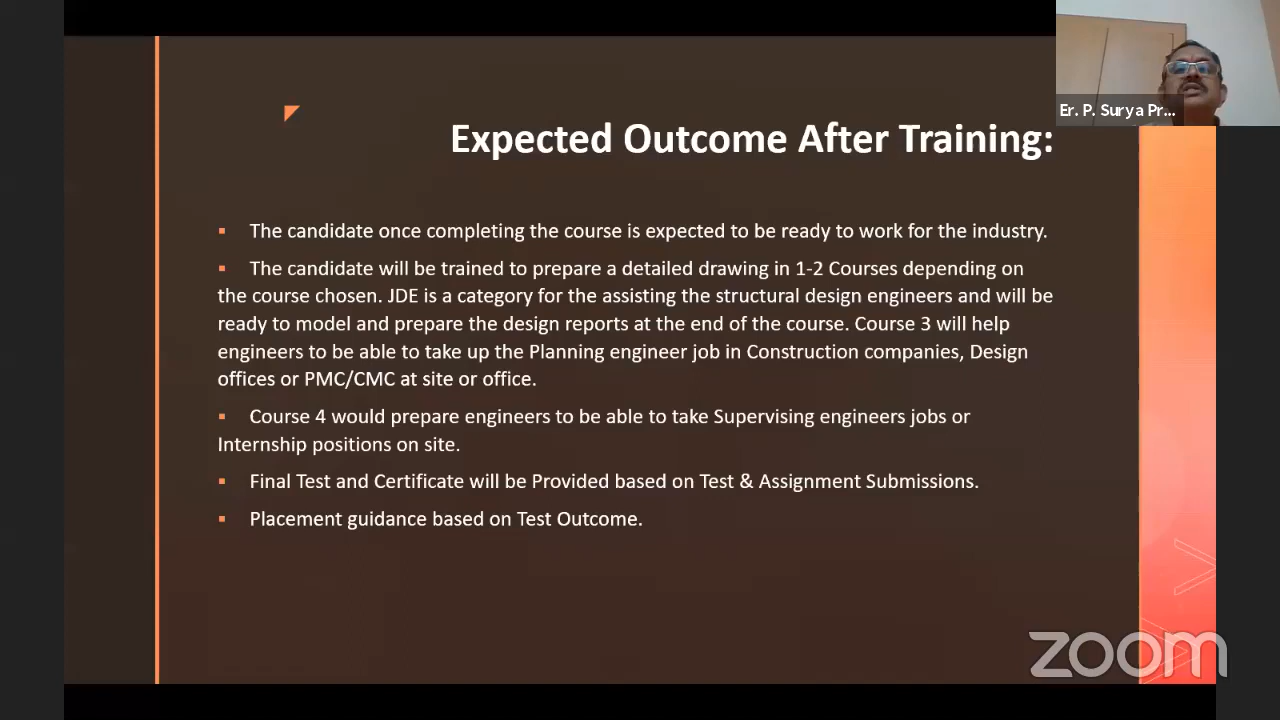 Er. P. Surya Pr...
Expected Outcome After Training:
▪ The candidate once completing the course is expected to be ready to work for the industry.
▪ The candidate will be trained to prepare a detailed drawing in 1-2 Courses depending on
the course chosen. JDE is a category for the assisting the structural design engineers and will be
ready to model and prepare the design reports at the end of the course. Course 3 will help
engineers to be able to take up the Planning engineer job in Construction companies, Design
offices or PMC/CMC at site or office.
▪ Course 4 would prepare engineers to be able to take Supervising engineers jobs or
Internship positions on site.
▪ Final Test and Certificate will be Provided based on Test & Assignment Submissions.
▪ Placement guidance based on Test Outcome.
zoom